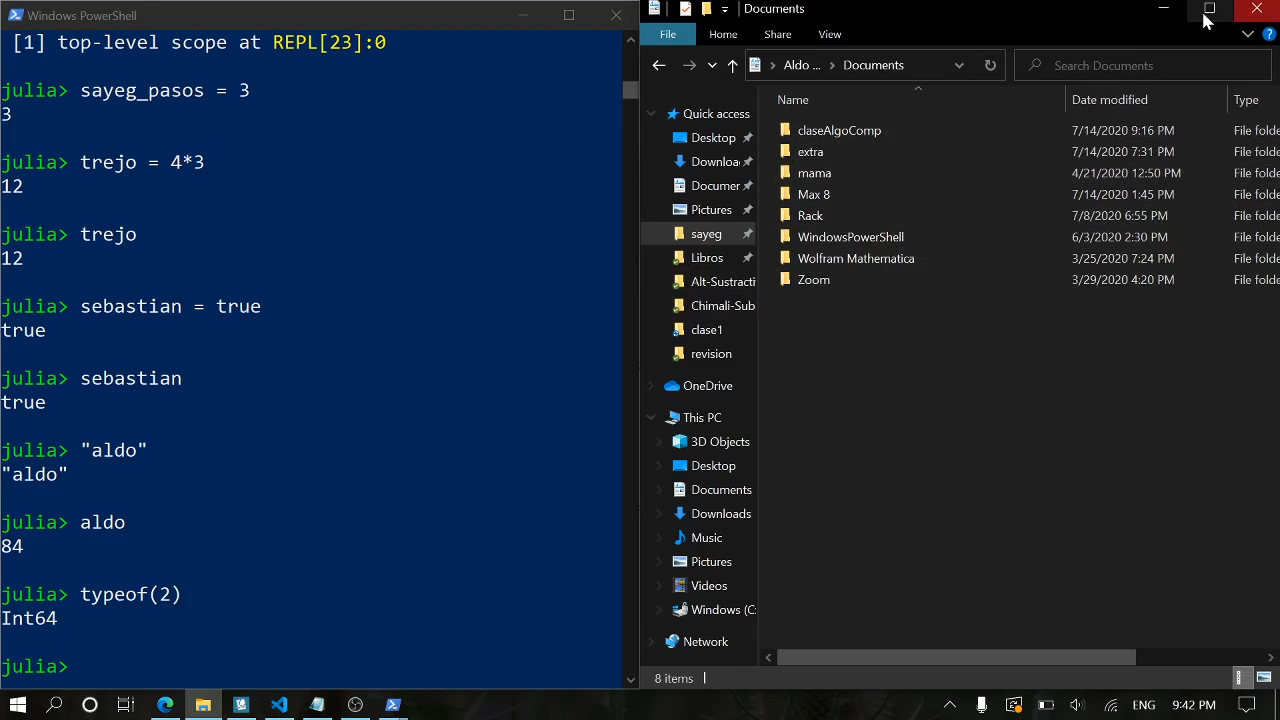 Windows PowerShell
[1] top-level scope at REPL[23]:0
julia> sayeg_pasos = 3
3
julia> trejo = 4*3
12
julia> trejo
12
julia> sebastian = true
true
julia> sebastian
true
julia> "aldo"
"aldo"
julia> aldo
84
julia> typeof(2)
Int64
julia>
Documents
File Home Share View
Aldo ... Documents
Search Documents
Quick access
Desktop
Downloa
Documer
Pictures
sayeg
Libros
Alt-Sustracti
Chimali-Sub
clase1
revision
OneDrive
This PC
3D Objects
Desktop
Documents
Downloads
Music
Pictures
Videos
Windows (C:
Network
Name Date modified Type
claseAlgoComp 7/14/2020 9:16 PM File folde
extra 7/14/2020 7:31 PM File folde
mama 4/21/2020 12:50 PM File folde
Max 8 7/14/2020 1:45 PM File folde
Rack 7/8/2020 6:55 PM File folde
WindowsPowerShell 6/3/2020 2:30 PM File folde
Wolfram Mathematica 3/25/2020 7:24 PM File folde
Zoom 3/29/2020 4:20 PM File folde
8 items
9:42 PM